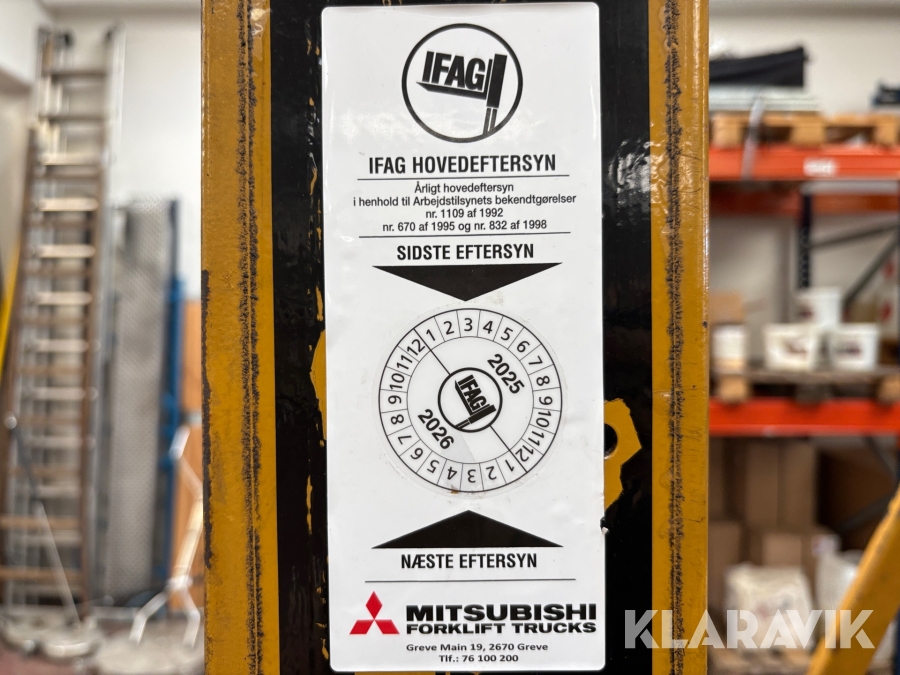 IFAG
IFAG HOVEDEFTERSYN
Årligt hovedeftersyn
i henhold til Arbejdstilsynets bekendtgørelser
nr. 1109 af 1992
nr. 670 af 1995 og nr. 832 af 1998
SIDSTE EFTERSYN
1 2 3 4 5 6 7 8 9 10 11 12
2025
IFAG
2026
1 2 3 4 5 6 7 8 9 10 11 12
NÆSTE EFTERSYN
MITSUBISHI
FORKLIFT TRUCKS
Greve Main 19, 2670 Greve
Tlf.: 76 100 200
KLARAVIK